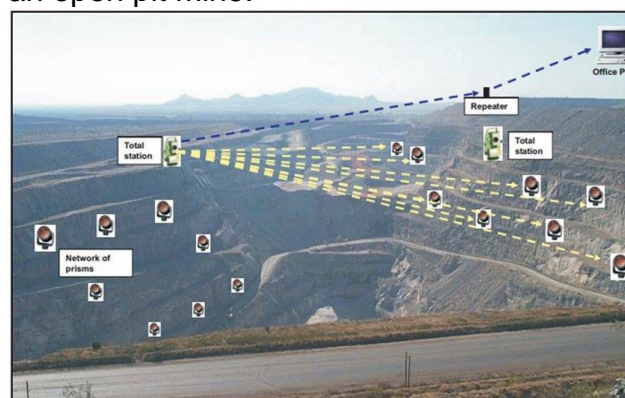 an open pit mine.
Office P
Repeater
Total
station
Total
station
Network of
prisms